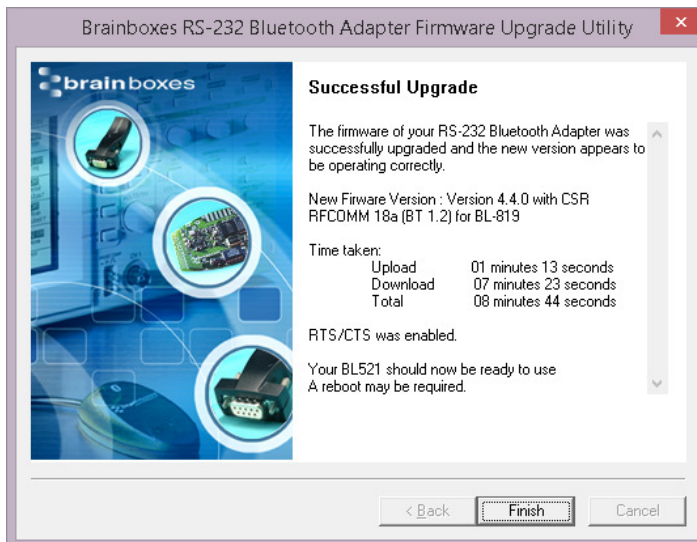 Brainboxes RS-232 Bluetooth Adapter Firmware Upgrade Utility
brainboxes
Successful Upgrade
The firmware of your RS-232 Bluetooth Adapter was
successfully upgraded and the new version appears to
be operating correctly.
New Firware Version : Version 4.4.0 with CSR
RFCOMM 18a (BT 1.2) for BL-819
Time taken:
Upload 01 minutes 13 seconds
Download 07 minutes 23 seconds
Total 08 minutes 44 seconds
RTS/CTS was enabled.
Your BL521 should now be ready to use
A reboot may be required.
< Back Finish Cancel